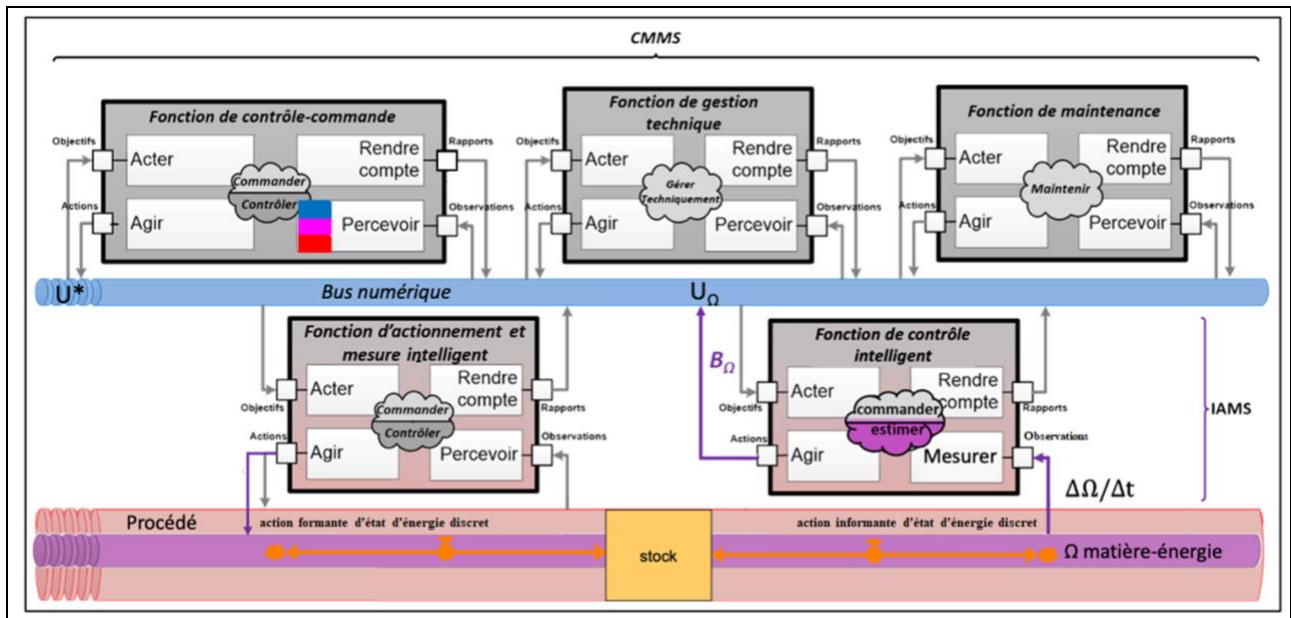 CMMS
Fonction de contrôle-commande
Objectifs
Acter
Rendre
compte
Rapports
Commander
Contrôler
Actions
Agir
Percevoir
Observations
Fonction de gestion
technique
Objectifs
Acter
Rendre
compte
Rapports
Gérer
Techniquement
Actions
Agir
Percevoir
Observations
Fonction de maintenance
Objectifs
Acter
Rendre
compte
Rapports
Maintenir
Actions
Agir
Percevoir
Observations
U*
Bus numérique
UΩ
Fonction d'actionnement et
mesure intelligent
Acter
Rendre
compte
Objectifs
Rapports
Commander
Contrôler
Actions
Agir
Percevoir
Observations
BΩ
Fonction de contrôle
intelligent
Acter
Rendre
compte
Objectifs
Rapports
commander
estimer
Actions
Agir
Mesurer
Observations
IAMS
ΔΩ/Δt
Procédé
action formante d'état d'énergie discret
action informante d'état d'énergie discret
stock
Ω matière-énergie